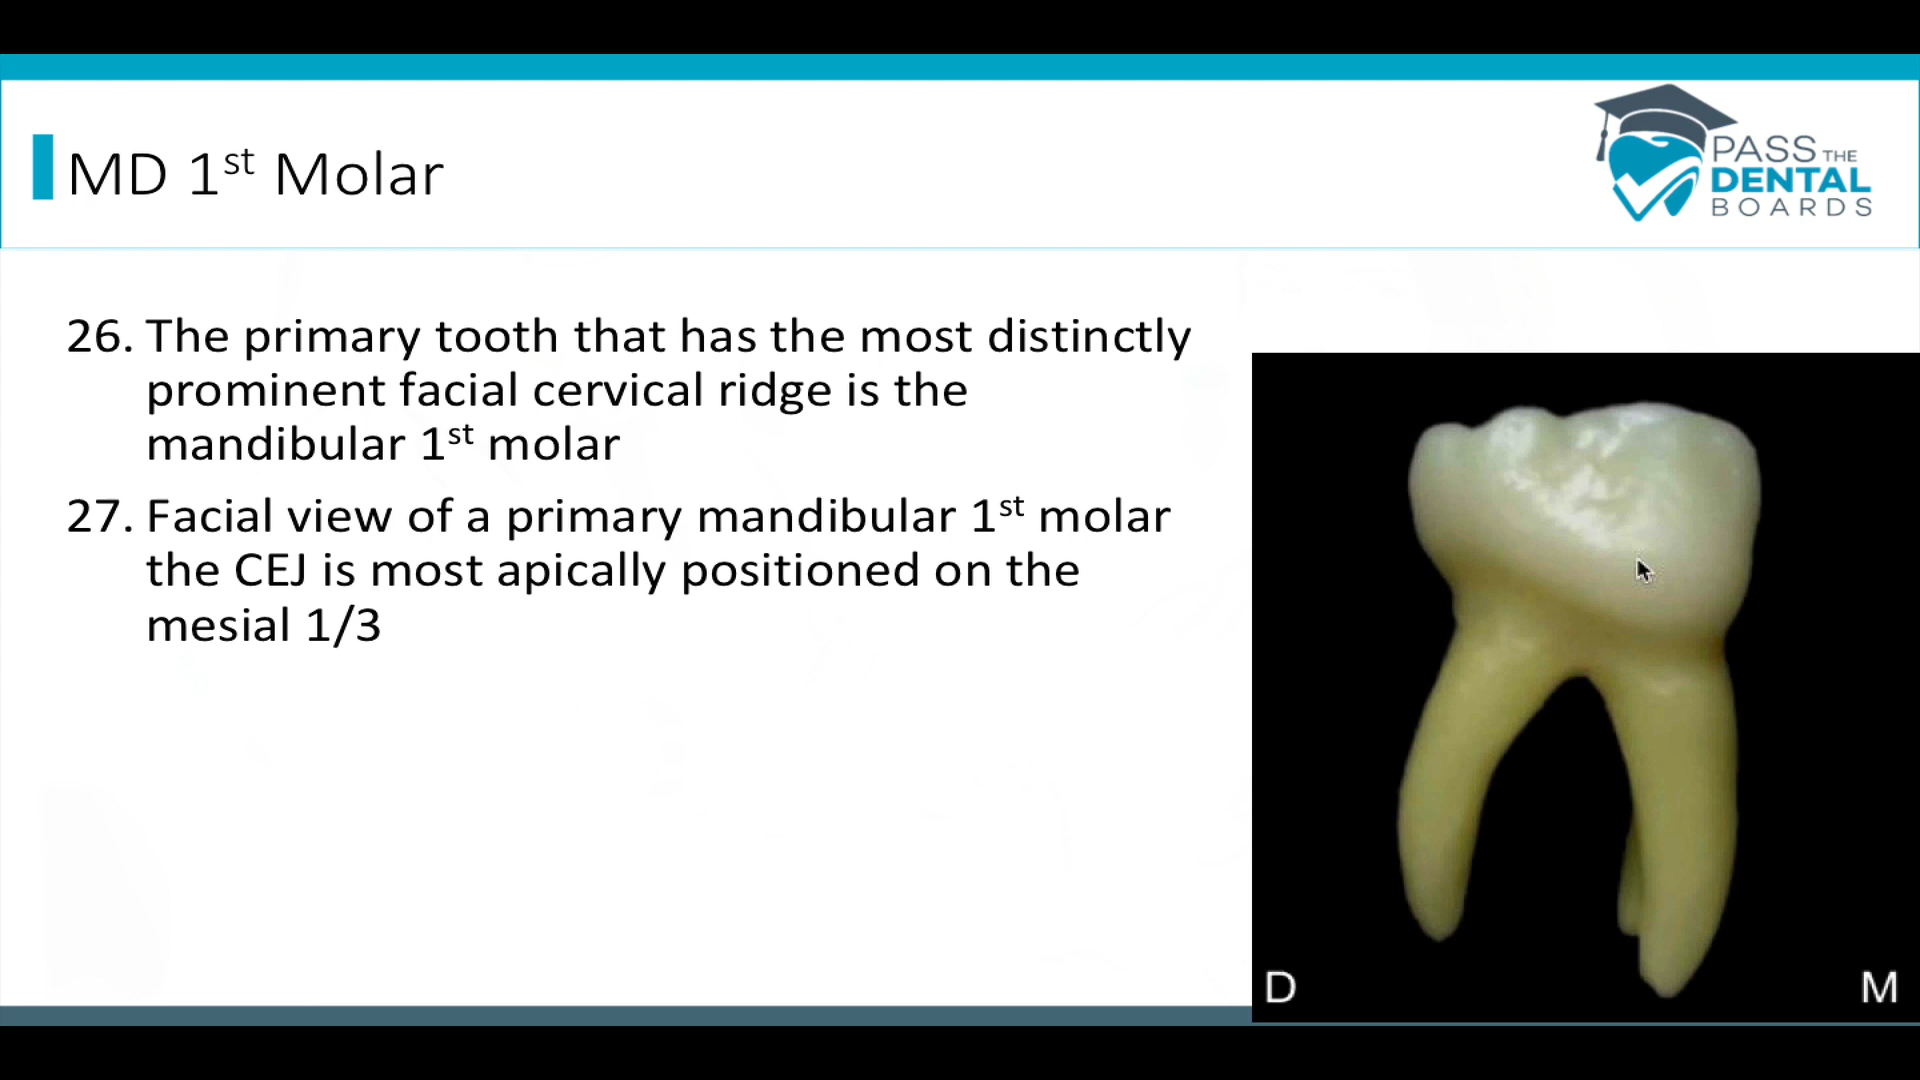 MD 1st Molar
PASS THE
DENTAL
BOARDS
26. The primary tooth that has the most distinctly
prominent facial cervical ridge is the
mandibular 1st molar
27. Facial view of a primary mandibular 1st molar
the CEJ is most apically positioned on the
mesial 1/3
D
M